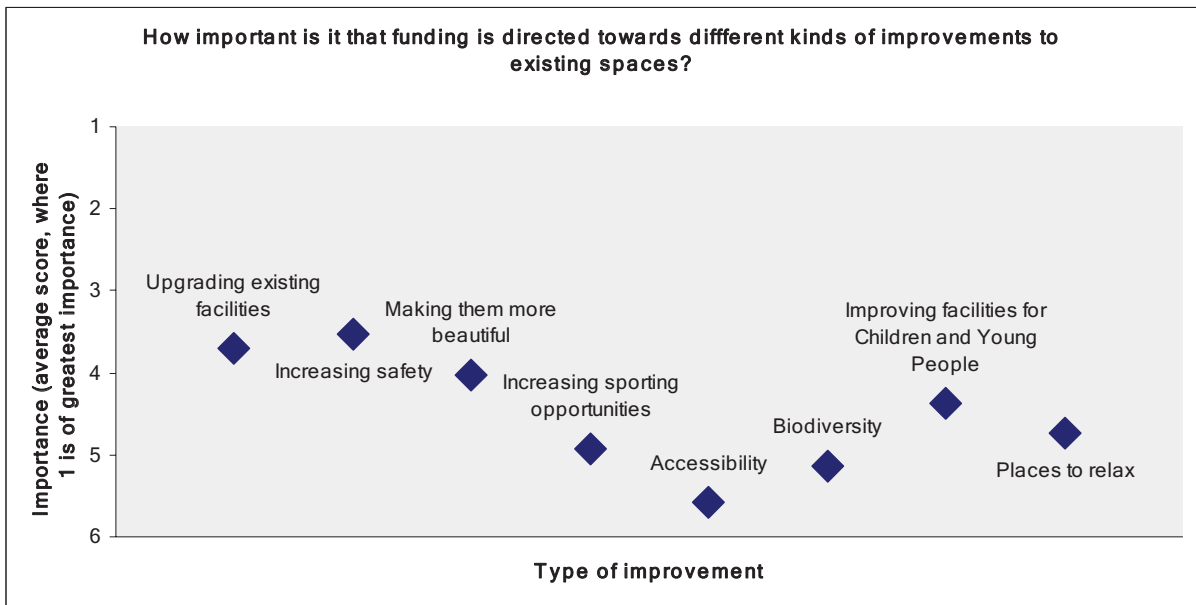 How important is it that funding is directed towards diffferent kinds of improvements to
existing spaces?
Importance (average score, where
1 is of greatest importance)
1
2
3
4
5
6
Upgrading existing
facilities
Increasing safety
Making them more
beautiful
Increasing sporting
opportunities
Accessibility
Biodiversity
Improving facilities for
Children and Young
People
Places to relax
Type of improvement